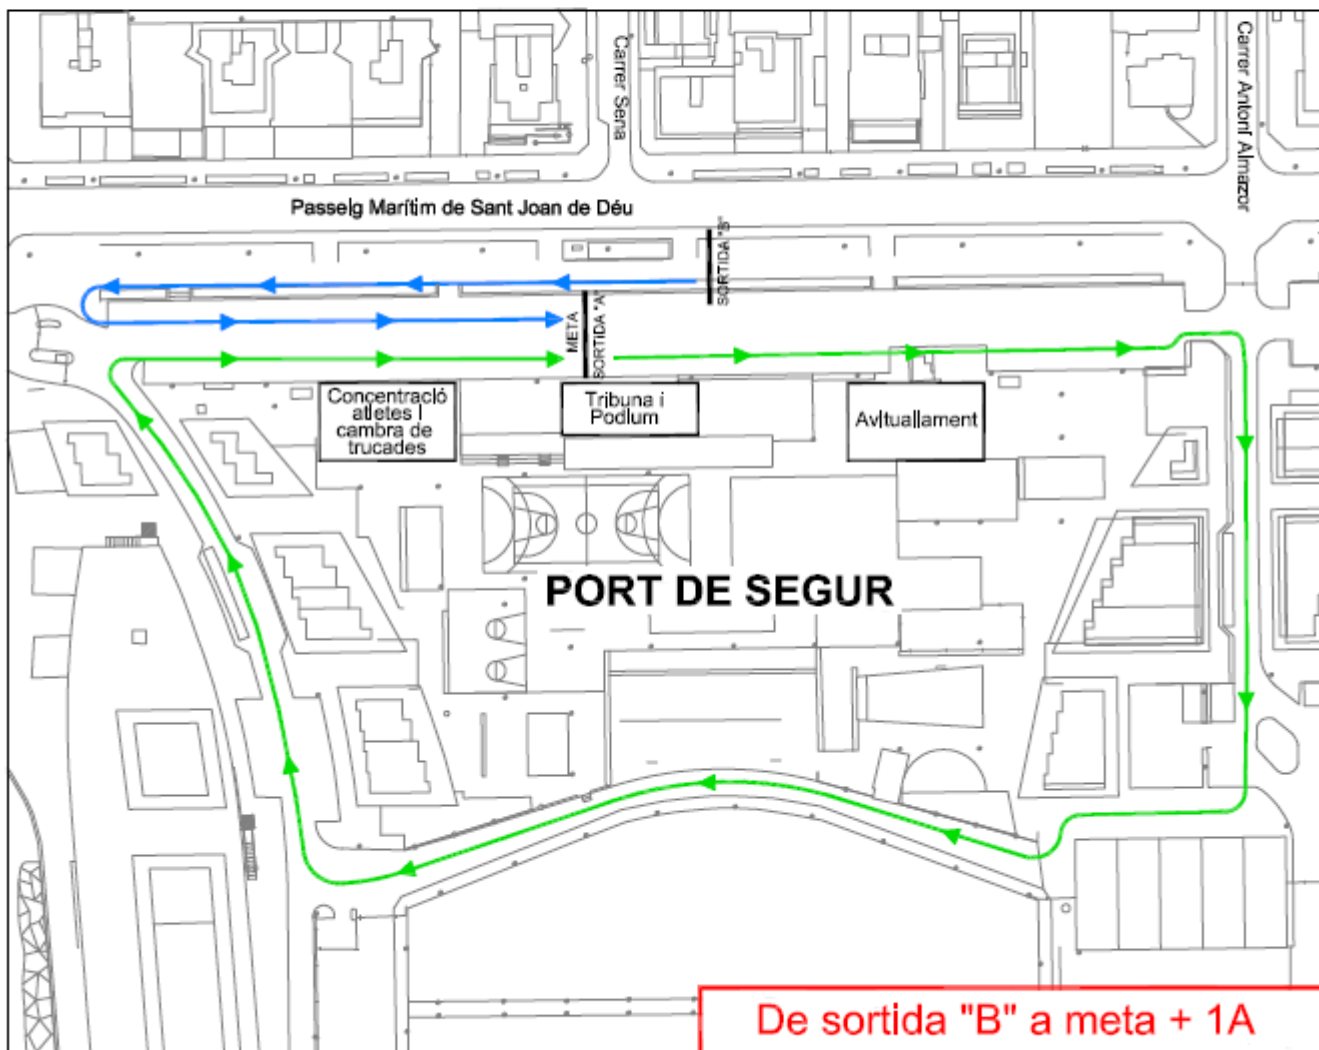 Carrer Sena
Carrer Antoni Almazor
Passeig Marítim de Sant Joan de Déu
SORTIDA "B"
META
SORTIDA "A"
Concentració
atletes i
cambra de
trucades
Tribuna i
Podium
Avituallament
PORT DE SEGUR
De sortida "B" a meta + 1A